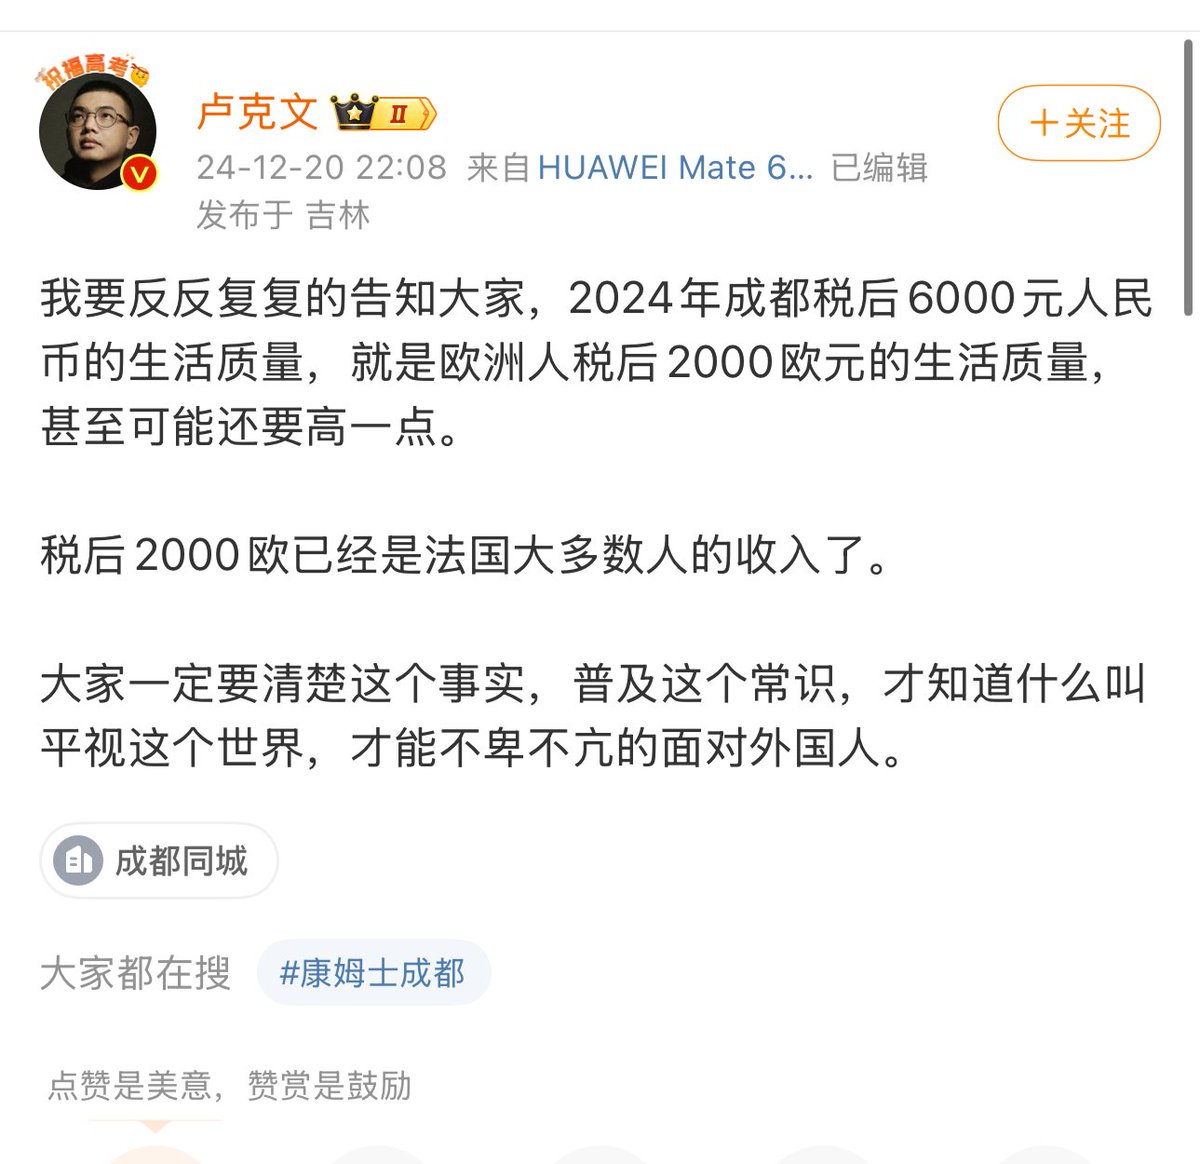 祝福高考
卢克文 II
24-12-20 22:08 来自 HUAWEI Mate 6... 已编辑
发布于 吉林
+关注
我要反反复复的告知大家，2024年成都税后6000元人民
币的生活质量，就是欧洲人税后2000欧元的生活质量，
甚至可能还要高一点。
税后2000欧已经是法国大多数人的收入了。
大家一定要清楚这个事实，普及这个常识，才知道什么叫
平视这个世界，才能不卑不亢的面对外国人。
成都同城
大家都在搜 #康姆士成都
点赞是美意，赞赏是鼓励